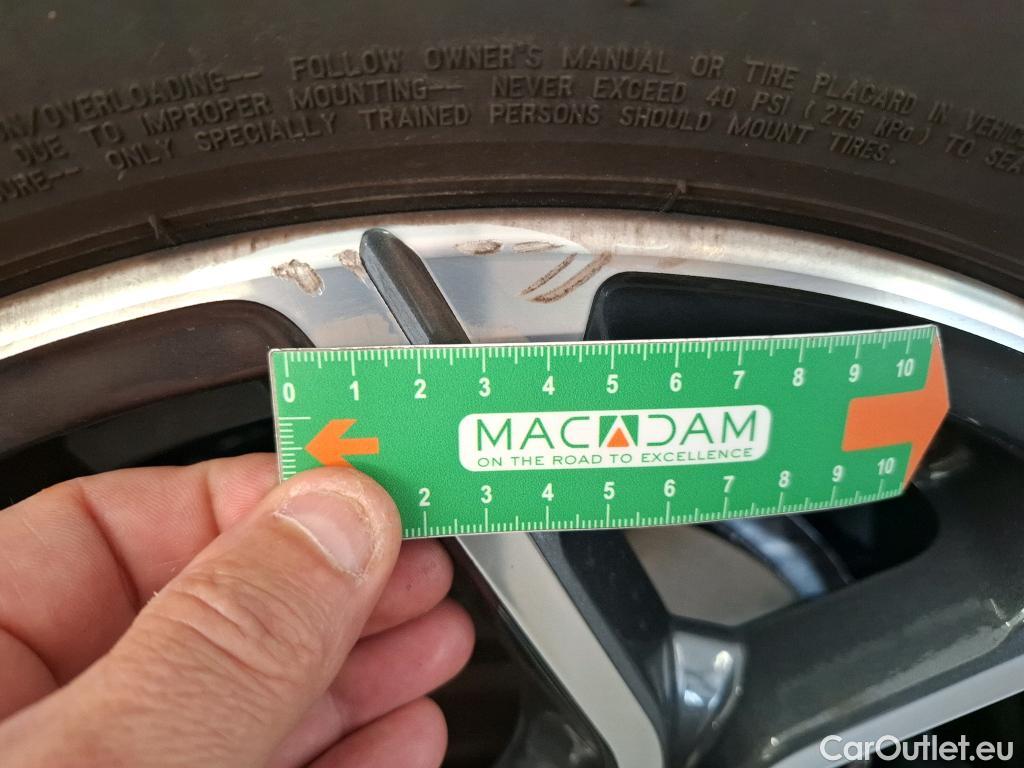 N/OVERLOADING-- FOLLOW OWNER'S MANUAL OR TIRE PLACARD IN VEHIC
DUE TO IMPROPER MOUNTING-- NEVER EXCEED 40 PSI (275 KPa) TO SEA
URE-- ONLY SPECIALLY TRAINED PERSONS SHOULD MOUNT TIRES.
0 1 2 3 4 5 6 7 8 9 10
MACADAM
ON THE ROAD TO EXCELLENCE
2 3 4 5 6 7 8 9 10
CarOutlet.eu